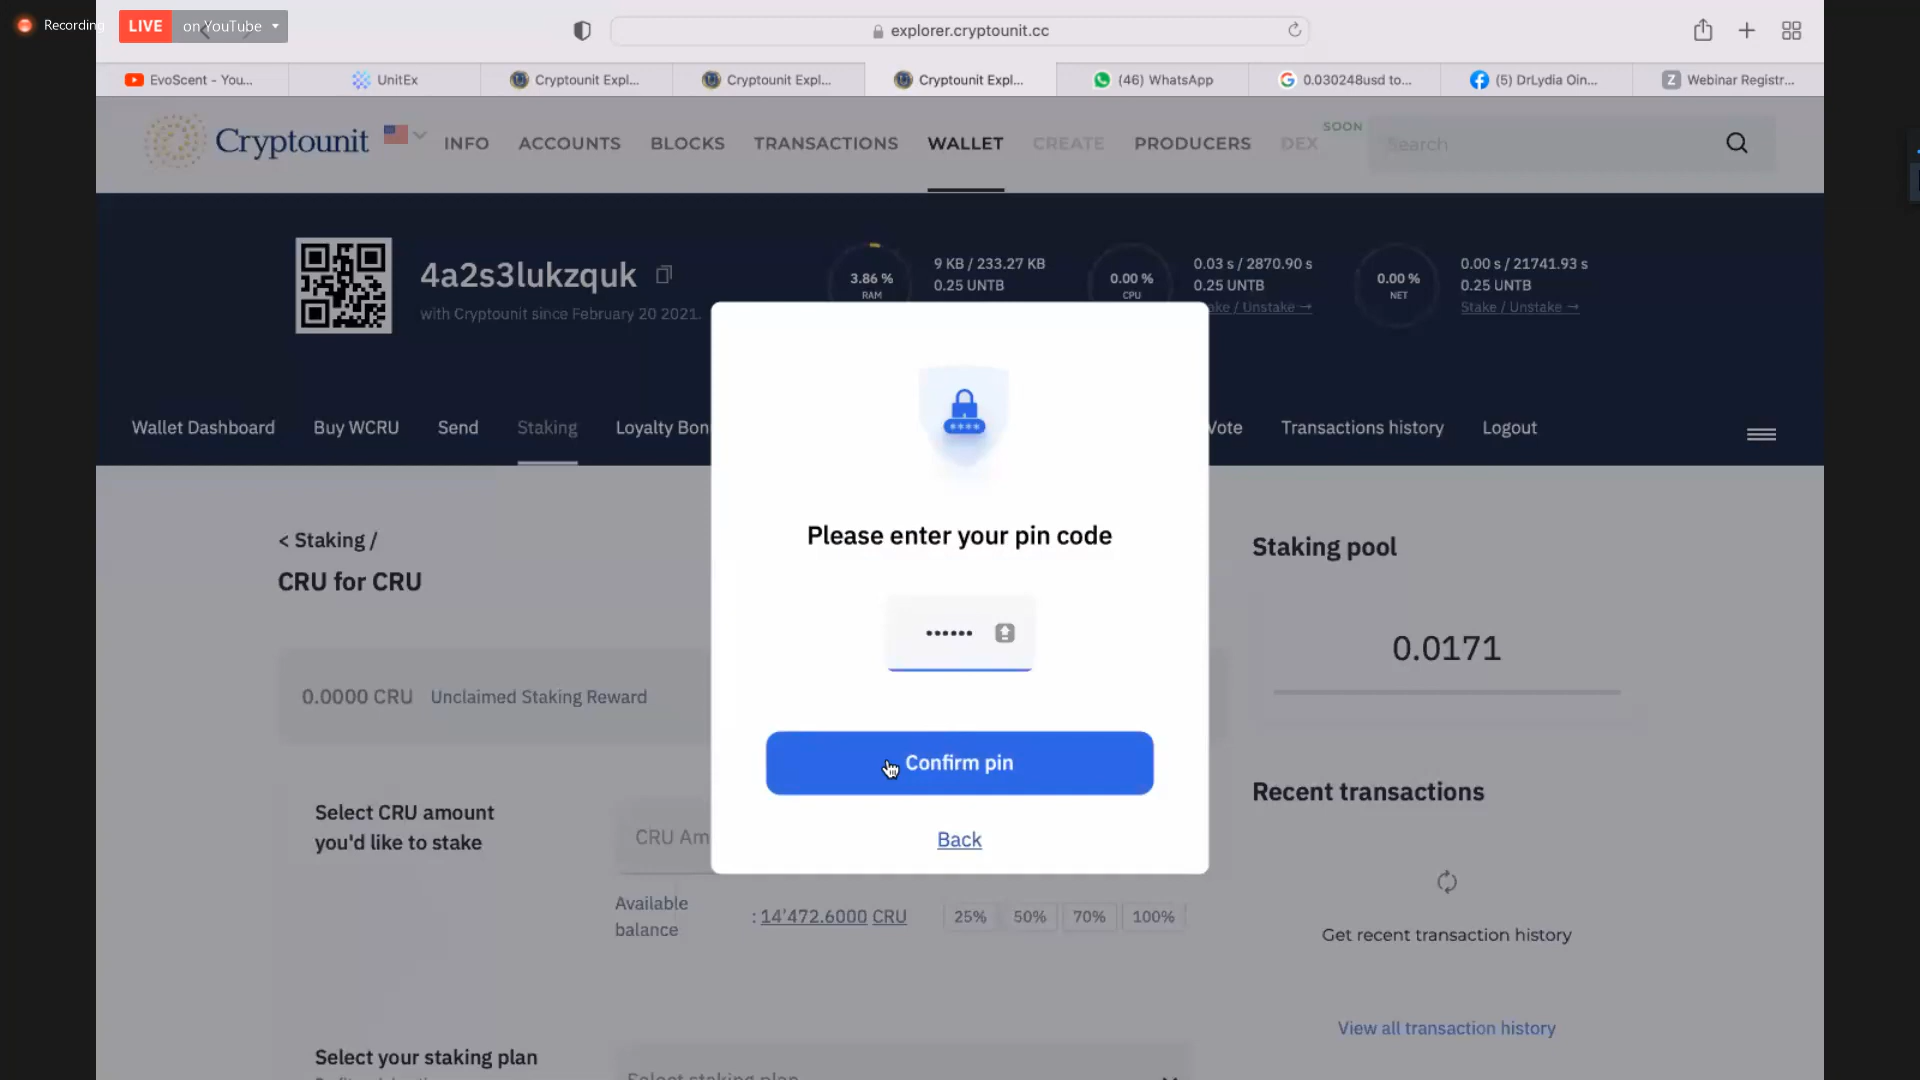 Recording
LIVE on YouTube
explorer.cryptounit.cc
EvoScent - You...
UnitEx
Cryptounit Expl...
Cryptounit Expl...
Cryptounit Expl...
(46) WhatsApp
0.030248usd to...
(5) DrLydia Oin...
Z Webinar Registr...
Cryptounit
INFO
ACCOUNTS
BLOCKS
TRANSACTIONS
WALLET
CREATE
PRODUCERS
DEX
SOON
Search
4a2s3lukzquk
with Cryptounit since February 20 2021.
3.86 %
RAM
9 KB / 233.27 KB
0.25 UNTB
0.00 %
CPU
0.03 s / 2870.90 s
0.25 UNTB
ake / Unstake →
0.00 %
NET
0.00 s / 21741.93 s
0.25 UNTB
Stake / Unstake →
Wallet Dashboard
Buy WCRU
Send
Staking
Loyalty Bon
Vote
Transactions history
Logout
Please enter your pin code
••••••
Confirm pin
Back
< Staking /
CRU for CRU
0.0000 CRU Unclaimed Staking Reward
Select CRU amount
you'd like to stake
CRU Am
Available
balance
: 14'472.6000 CRU
25%
50%
70%
100%
Select your staking plan
Select staking plan
Staking pool
0.0171
Recent transactions
Get recent transaction history
View all transaction history